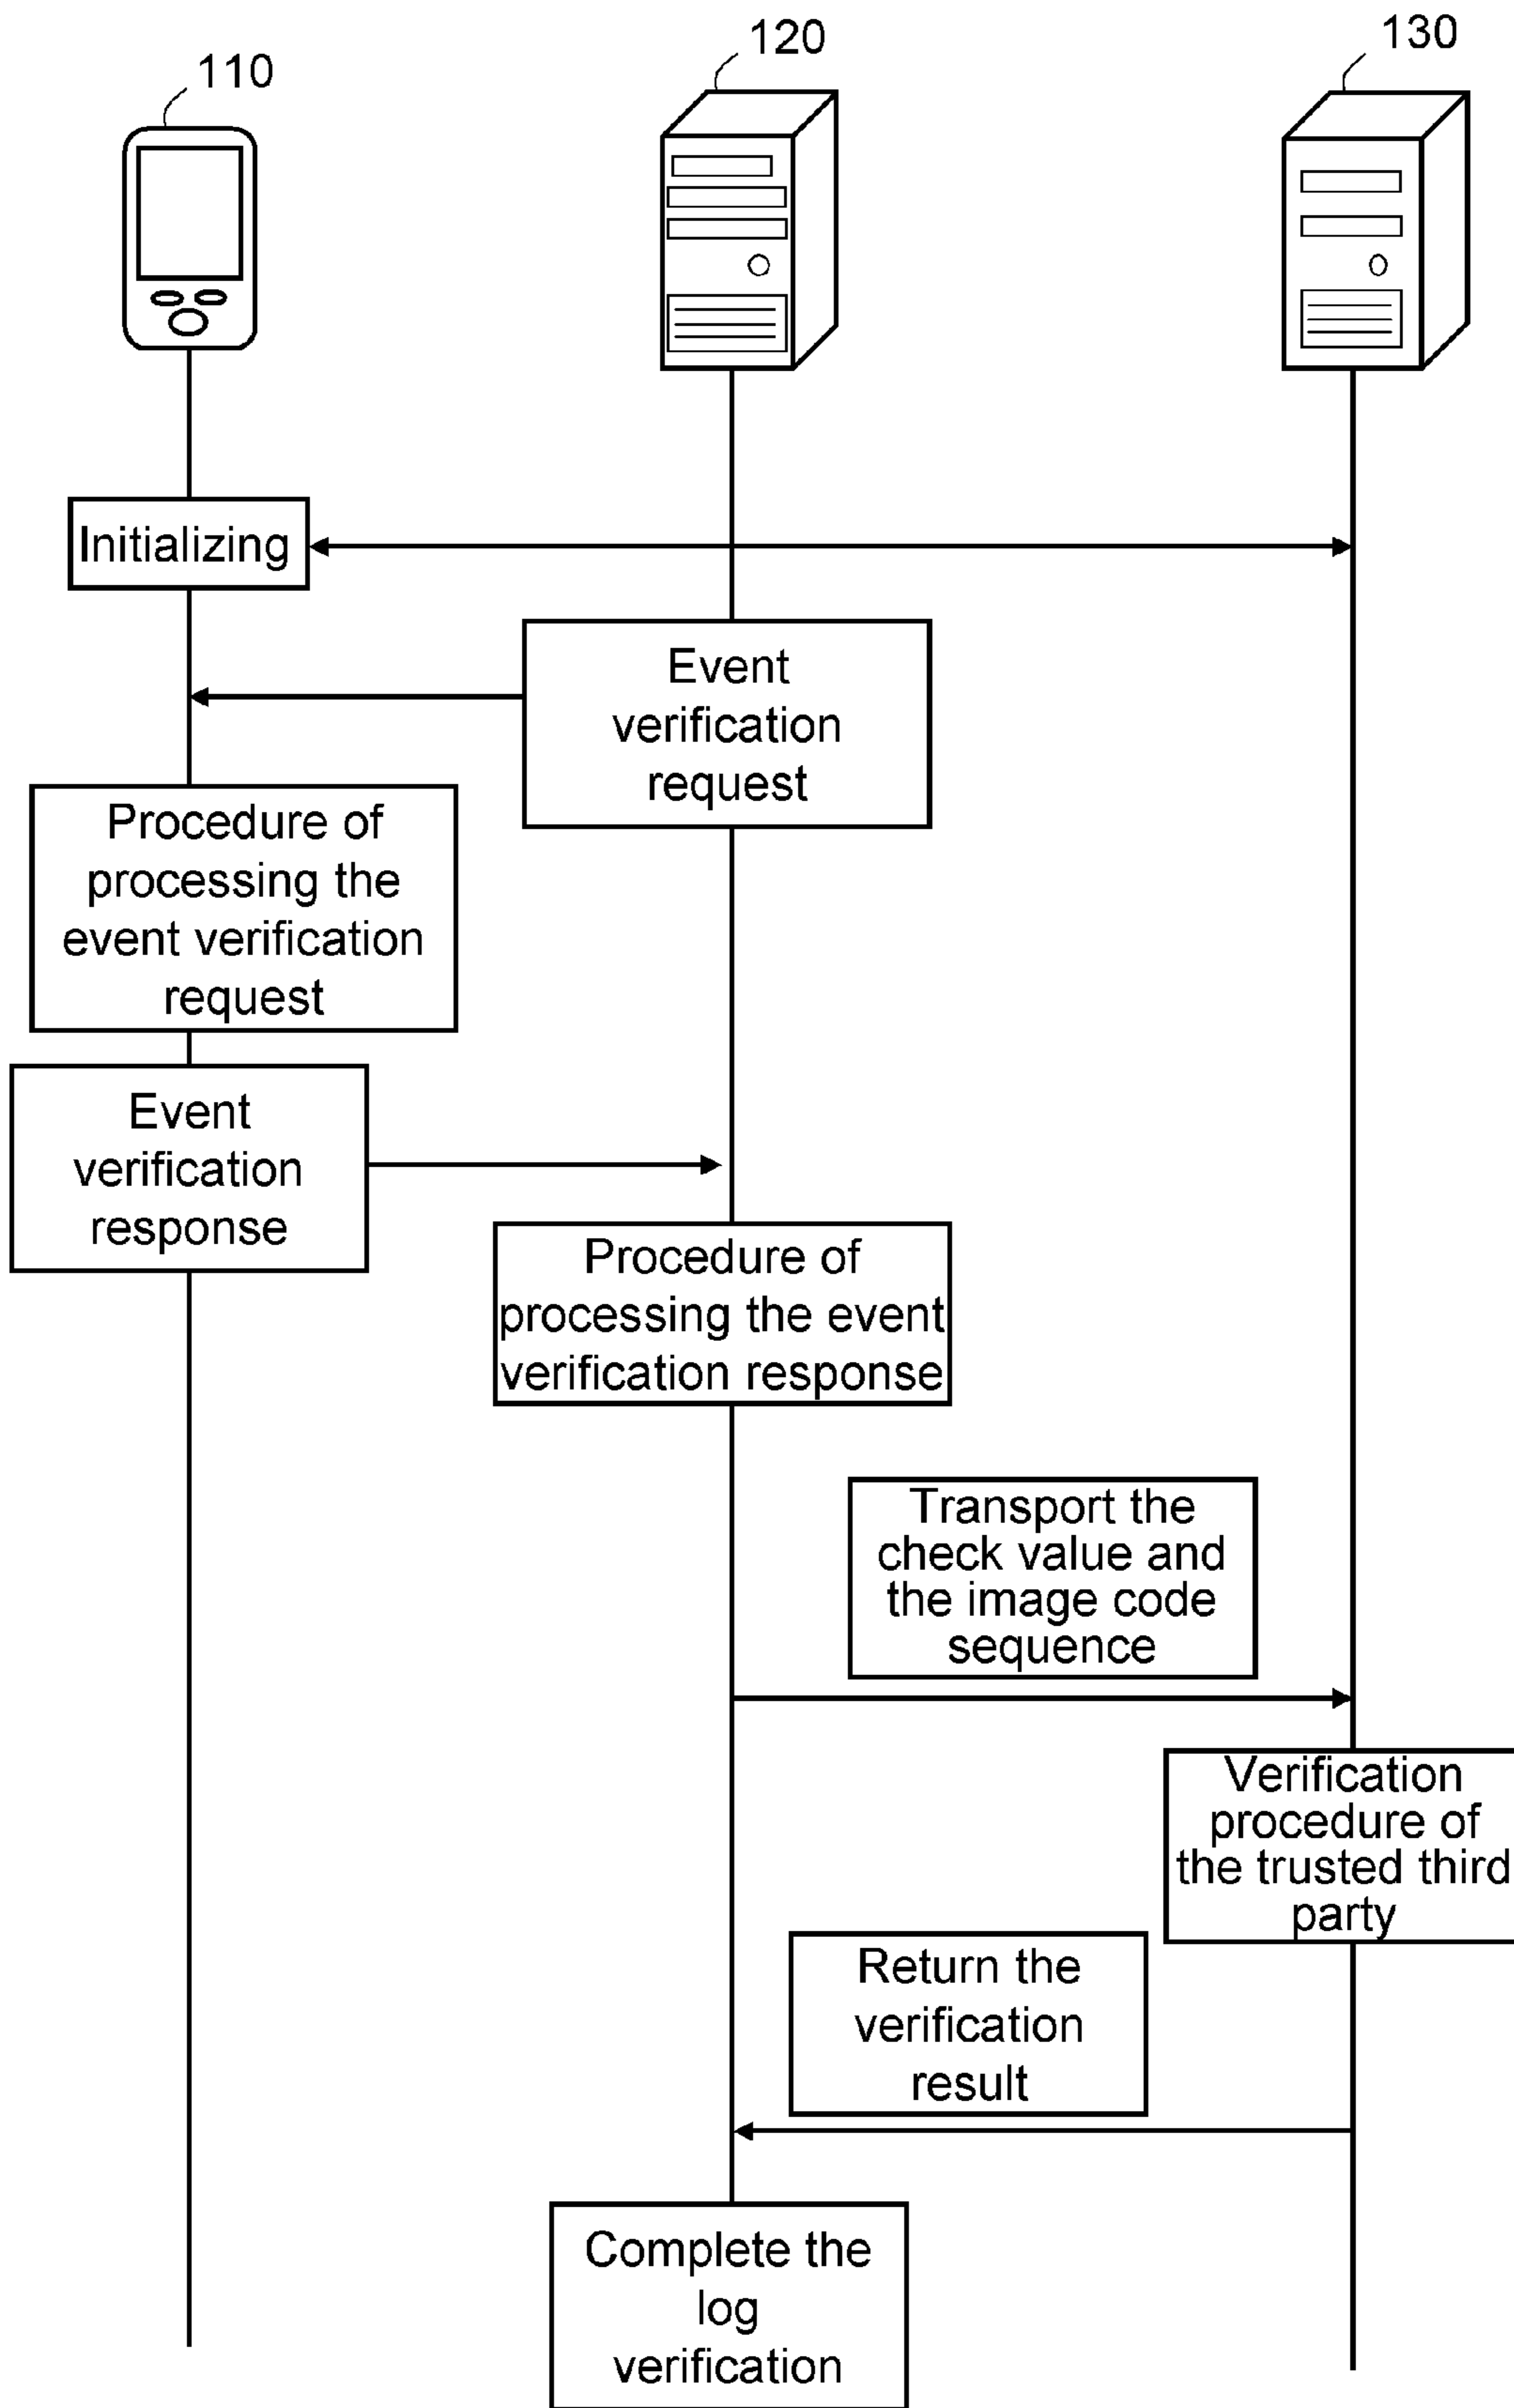 110
120
130
Initializing
Event
verification
request
Procedure of
processing the
event verification
request
Event
verification
response
Procedure of
processing the event
verification response
Transport the
check value and
the image code
sequence
Verification
procedure of
the trusted third
party
Return the
verification
result
Complete the
log
verification